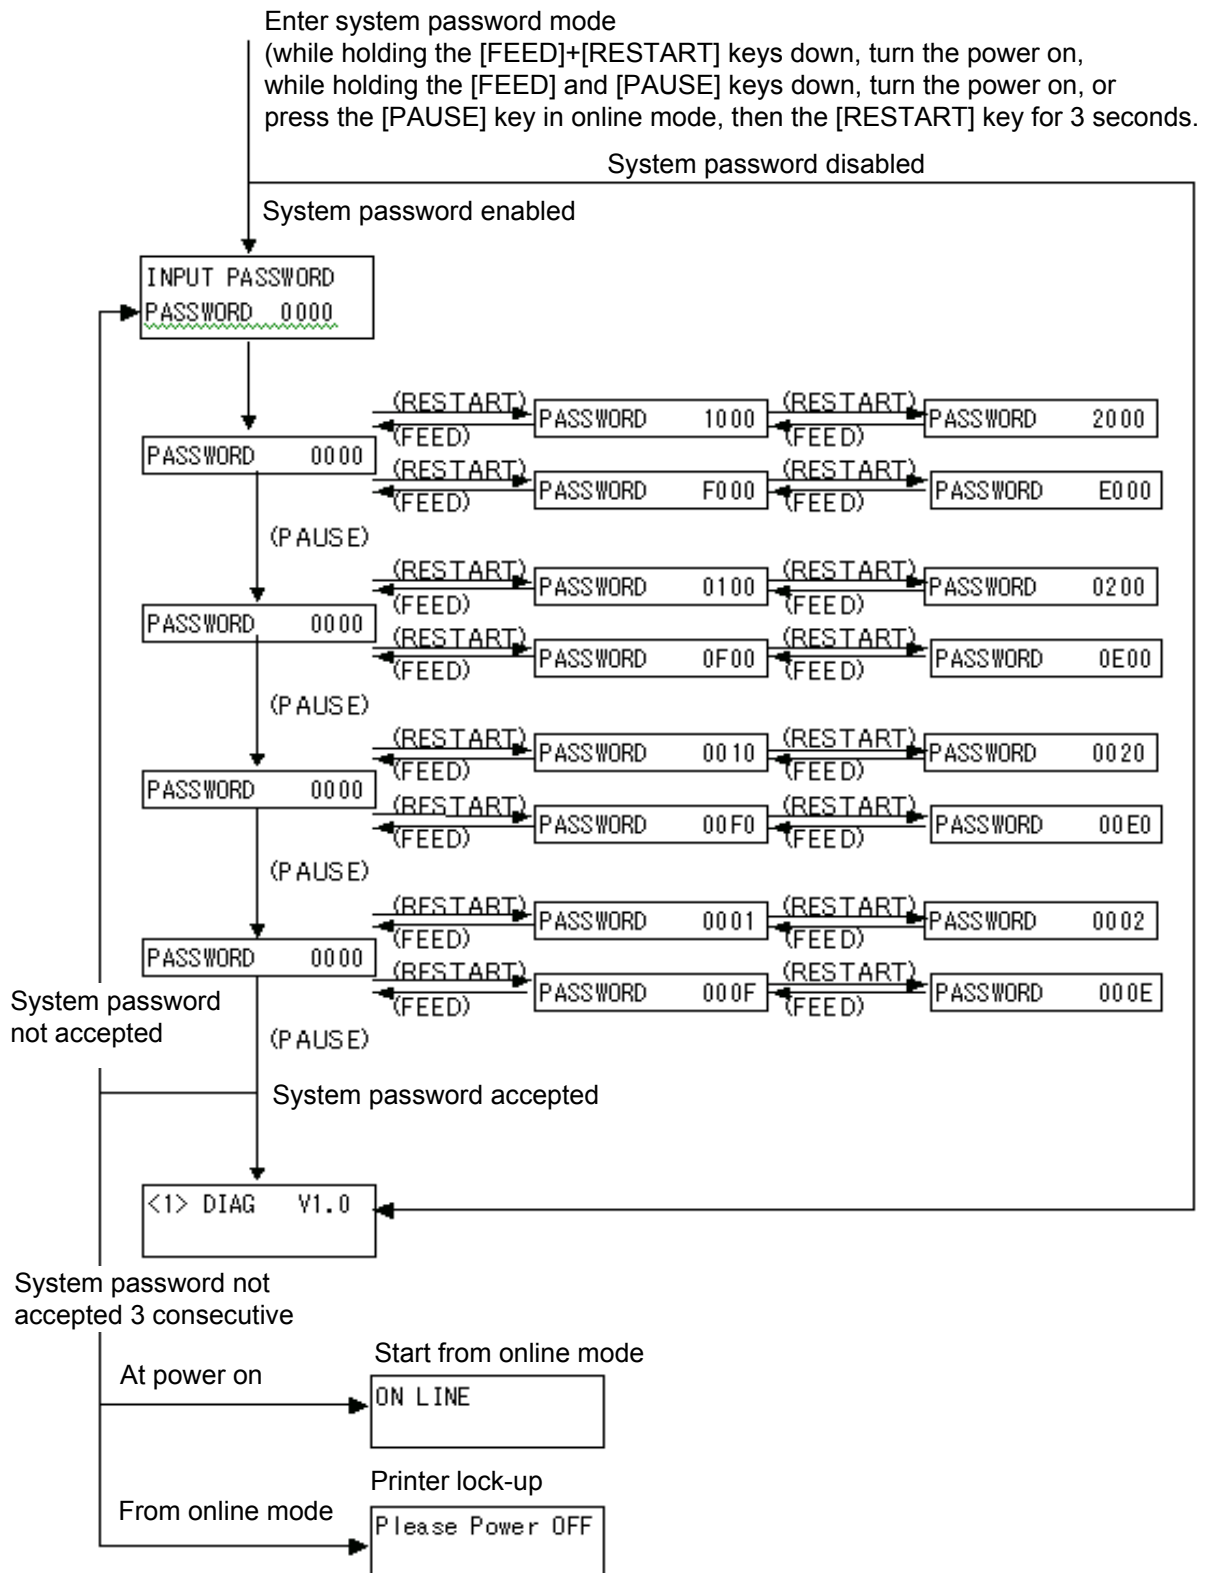 Enter system password mode
(while holding the [FEED]+[RESTART] keys down, turn the power on,
while holding the [FEED] and [PAUSE] keys down, turn the power on, or
press the [PAUSE] key in online mode, then the [RESTART] key for 3 seconds.
System password disabled
System password enabled
INPUT PASSWORD
PASSWORD 0000
(RESTART) (RESTART)
PASSWORD 1000 PASSWORD 2000
(FEED) (FEED)
PASSWORD 0000
(RESTART) (RESTART)
PASSWORD F000 PASSWORD E000
(FEED) (FEED)
(PAUSE)
(RESTART) (RESTART)
PASSWORD 0100 PASSWORD 0200
(FEED) (FEED)
PASSWORD 0000
(RESTART) (RESTART)
PASSWORD 0F00 PASSWORD 0E00
(FEED) (FEED)
(PAUSE)
(RESTART) (RESTART)
PASSWORD 0010 PASSWORD 0020
(FEED) (FEED)
PASSWORD 0000
(RESTART) (RESTART)
PASSWORD 00F0 PASSWORD 00E0
(FEED) (FEED)
(PAUSE)
(RESTART) (RESTART)
PASSWORD 0001 PASSWORD 0002
(FEED) (FEED)
PASSWORD 0000
(RESTART) (RESTART)
PASSWORD 000F PASSWORD 000E
(FEED) (FEED)
System password
not accepted
(PAUSE)
System password accepted
<1> DIAG V1.0
System password not
accepted 3 consecutive
Start from online mode
At power on
ON LINE
Printer lock-up
From online mode
Please Power OFF